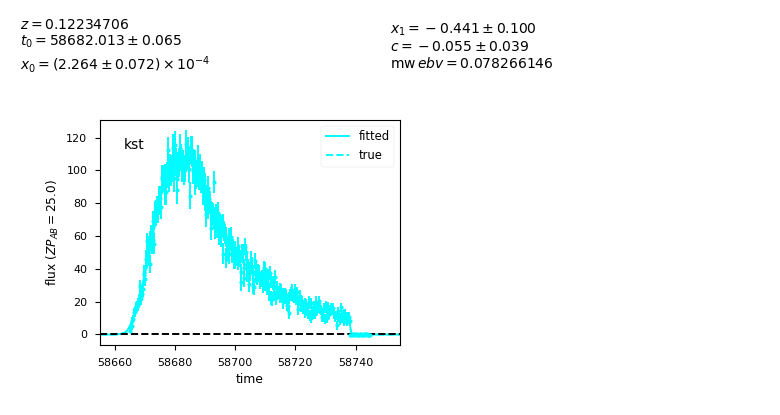 z = 0.12234706
t₀ = 58682.013 ± 0.065
x₀ = (2.264 ± 0.072) × 10⁻⁴
x₁ = −0.441 ± 0.100
c = −0.055 ± 0.039
mwebv = 0.078266146
kst
fitted
true
120
100
80
60
40
20
0
flux (ZP_AB = 25.0)
58660 58680 58700 58720 58740
time